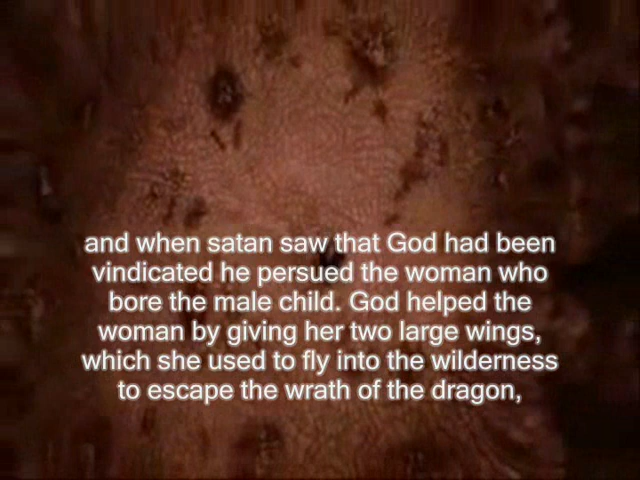 and when satan saw that God had been
vindicated he persued the woman who
bore the male child. God helped the
woman by giving her two large wings,
which she used to fly into the wilderness
to escape the wrath of the dragon,